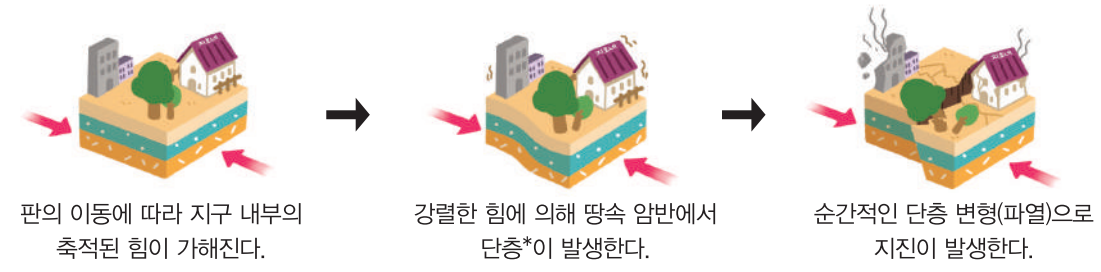 판의 이동에 따라 지구 내부의
축적된 힘이 가해진다.
강렬한 힘에 의해 땅속 암반에서
단층*이 발생한다.
순간적인 단층 변형(파열)으로
지진이 발생한다.